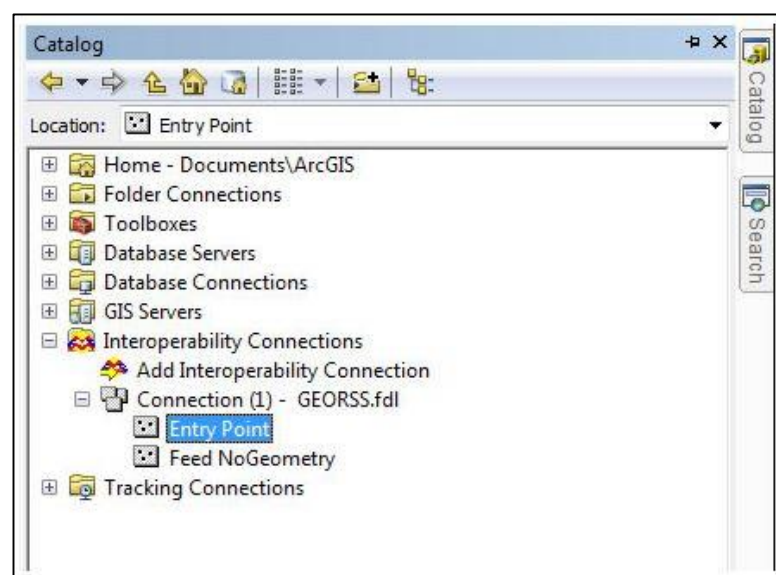 Catalog
Location: Entry Point
Home - Documents\ArcGIS
Folder Connections
Toolboxes
Database Servers
Database Connections
GIS Servers
Interoperability Connections
Add Interoperability Connection
Connection (1) - GEORSS.fdl
Entry Point
Feed NoGeometry
Tracking Connections
Catalog
Search